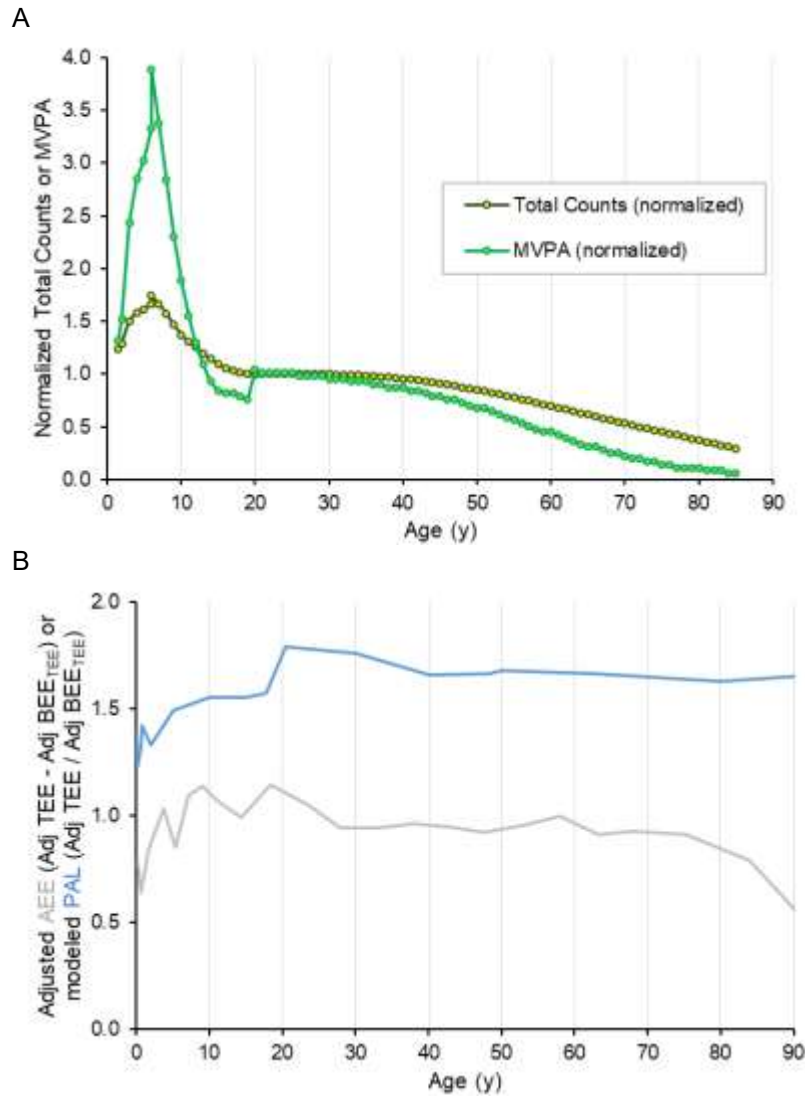 A
Normalized Total Counts or MVPA
4.0
3.5
3.0
2.5
2.0
1.5
1.0
0.5
0.0
Total Counts (normalized)
MVPA (normalized)
0 10 20 30 40 50 60 70 80 90
Age (y)
B
Adjusted AEE (Adj TEE - Adj BEETEE) or
modeled PAL (Adj TEE / Adj BEETEE)
2.0
1.5
1.0
0.5
0.0
0 10 20 30 40 50 60 70 80 90
Age (y)